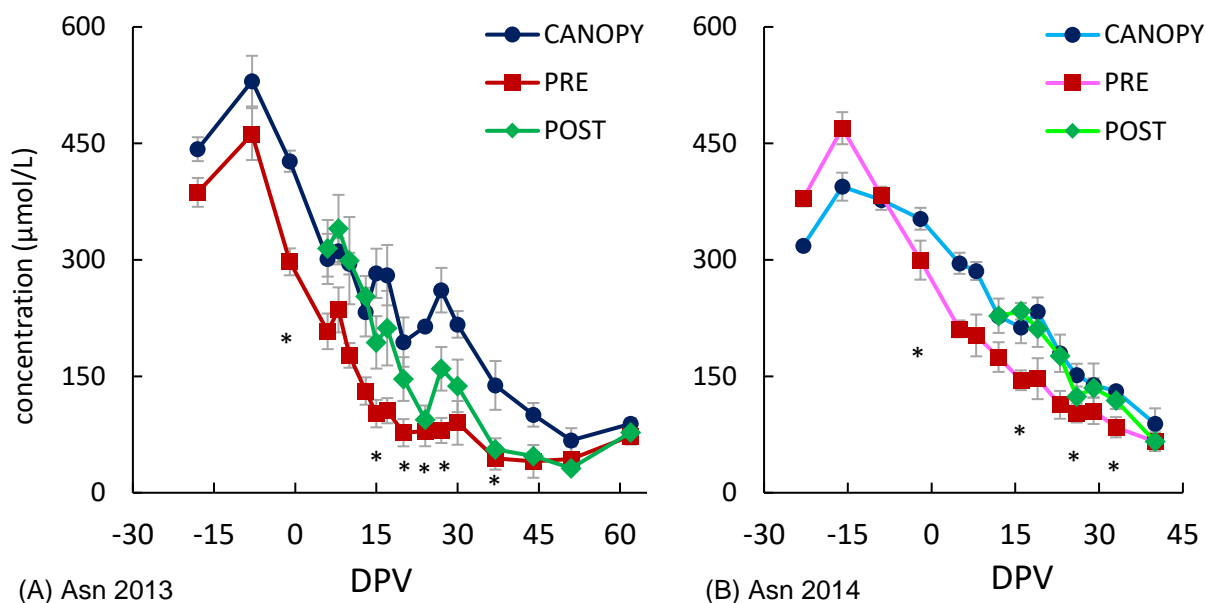 600
450
300
150
0
concentration (µmol/L)
CANOPY
PRE
POST
*
*
*
*
*
*
-30 -15 0 15 30 45 60
DPV
(A) Asn 2013
600
450
300
150
0
CANOPY
PRE
POST
*
*
*
*
-30 -15 0 15 30 45
DPV
(B) Asn 2014